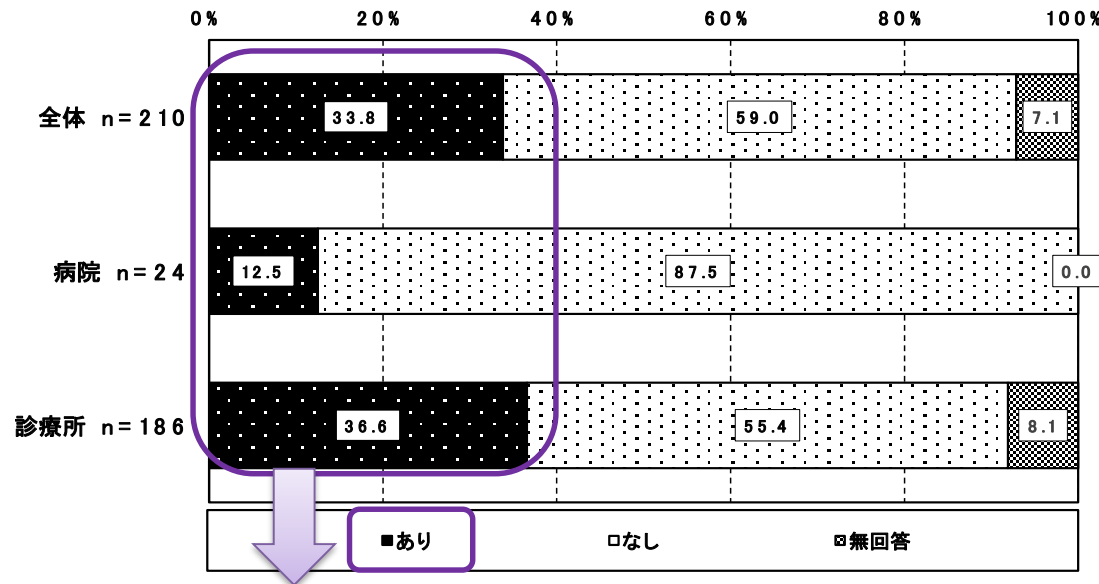 0% 20% 40% 60% 80% 100%
全体 n=210 33.8 59.0 7.1
病院 n=24 12.5 87.5 0.0
診療所 n=186 36.6 55.4 8.1
あり なし 無回答